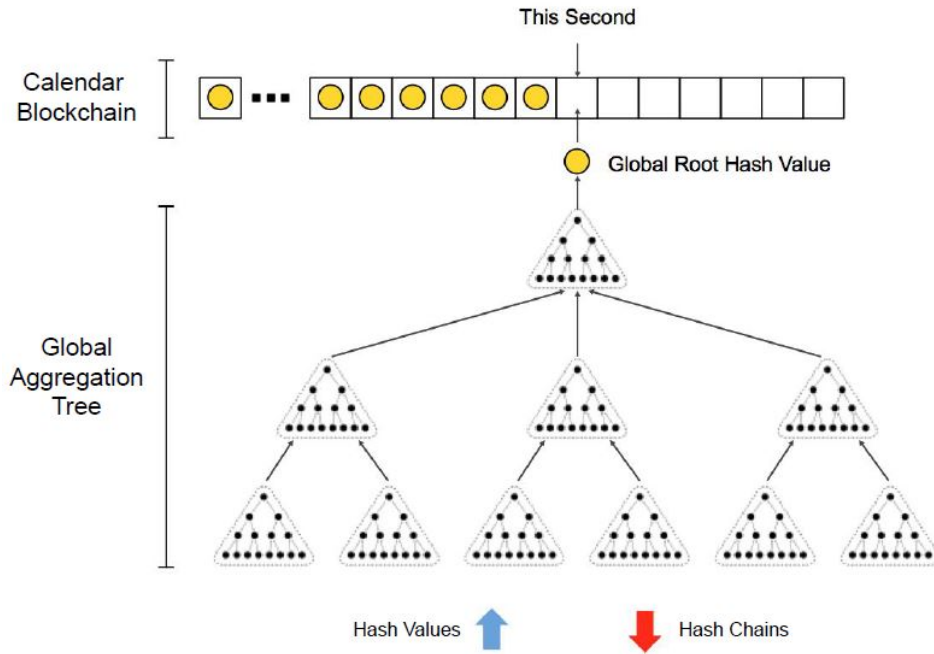 This Second
Calendar
Blockchain
Global Root Hash Value
Global
Aggregation
Tree
Hash Values
Hash Chains